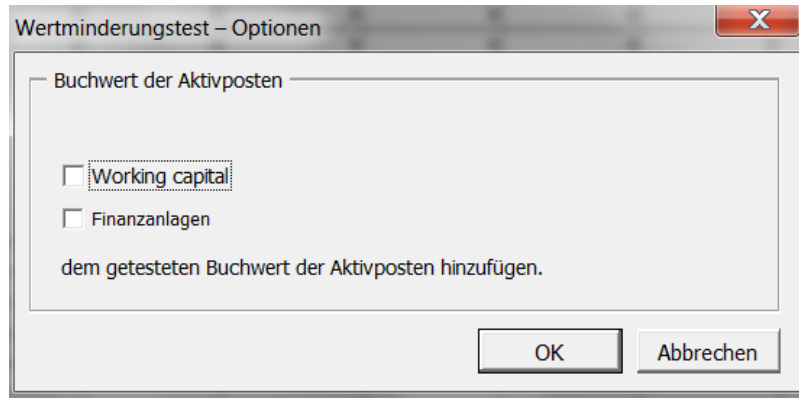 Wertminderungstest – Optionen
X
Buchwert der Aktivposten
Working capital
Finanzanlagen
dem getesteten Buchwert der Aktivposten hinzufügen.
OK Abbrechen